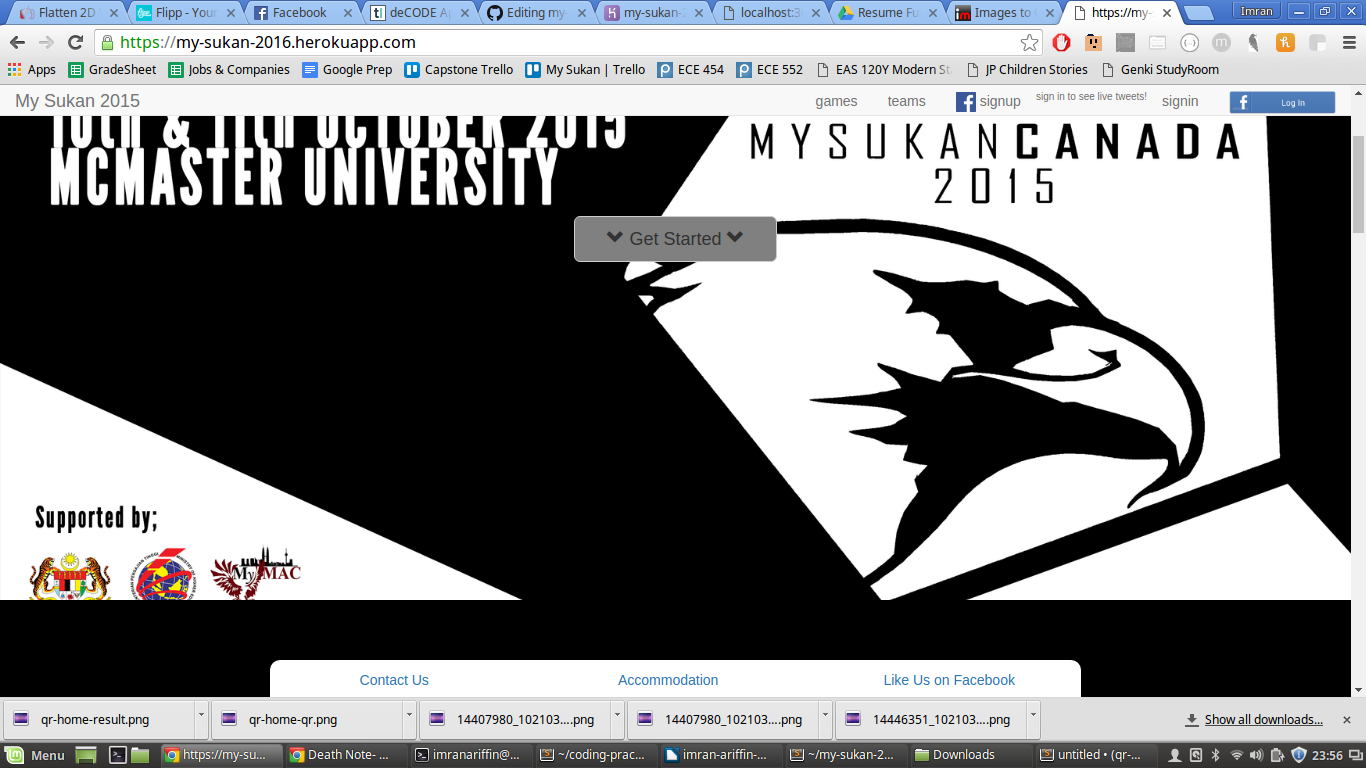 Flatten 2D
Flipp - Your
Facebook
deCODE Ap
Editing my-
my-sukan-2
localhost:3
Resume Fu
Images to
https://my-
Imran
https://my-sukan-2016.herokuapp.com
Apps
GradeSheet
Jobs & Companies
Google Prep
Capstone Trello
My Sukan | Trello
ECE 454
ECE 552
EAS 120Y Modern St
JP Children Stories
Genki StudyRoom
My Sukan 2015
games
teams
signup
sign in to see live tweets!
signin
Log In
10th & 11th OCTOBER 2015
MCMASTER UNIVERSITY
MYSUKANCANADA
2015
Get Started
Supported by;
MyMAC
Contact Us
Accommodation
Like Us on Facebook
qr-home-result.png
qr-home-qr.png
14407980_102103....png
14407980_102103....png
14446351_102103....png
Show all downloads...
Menu
https://my-su...
Death Note- ...
imranariffin@...
~/coding-prac...
imran-ariffin-...
~/my-sukan-2...
Downloads
untitled • (qr-...
23:56